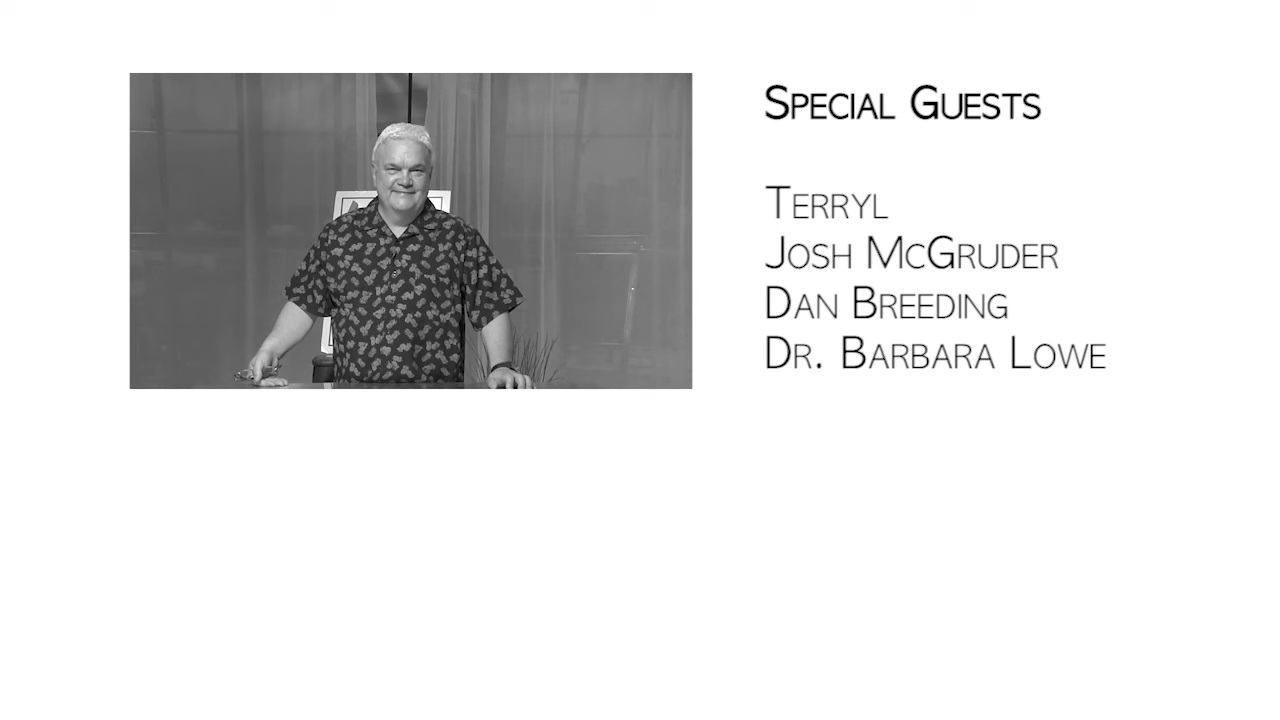 Special Guests
Terryl
Josh McGruder
Dan Breeding
Dr. Barbara Lowe